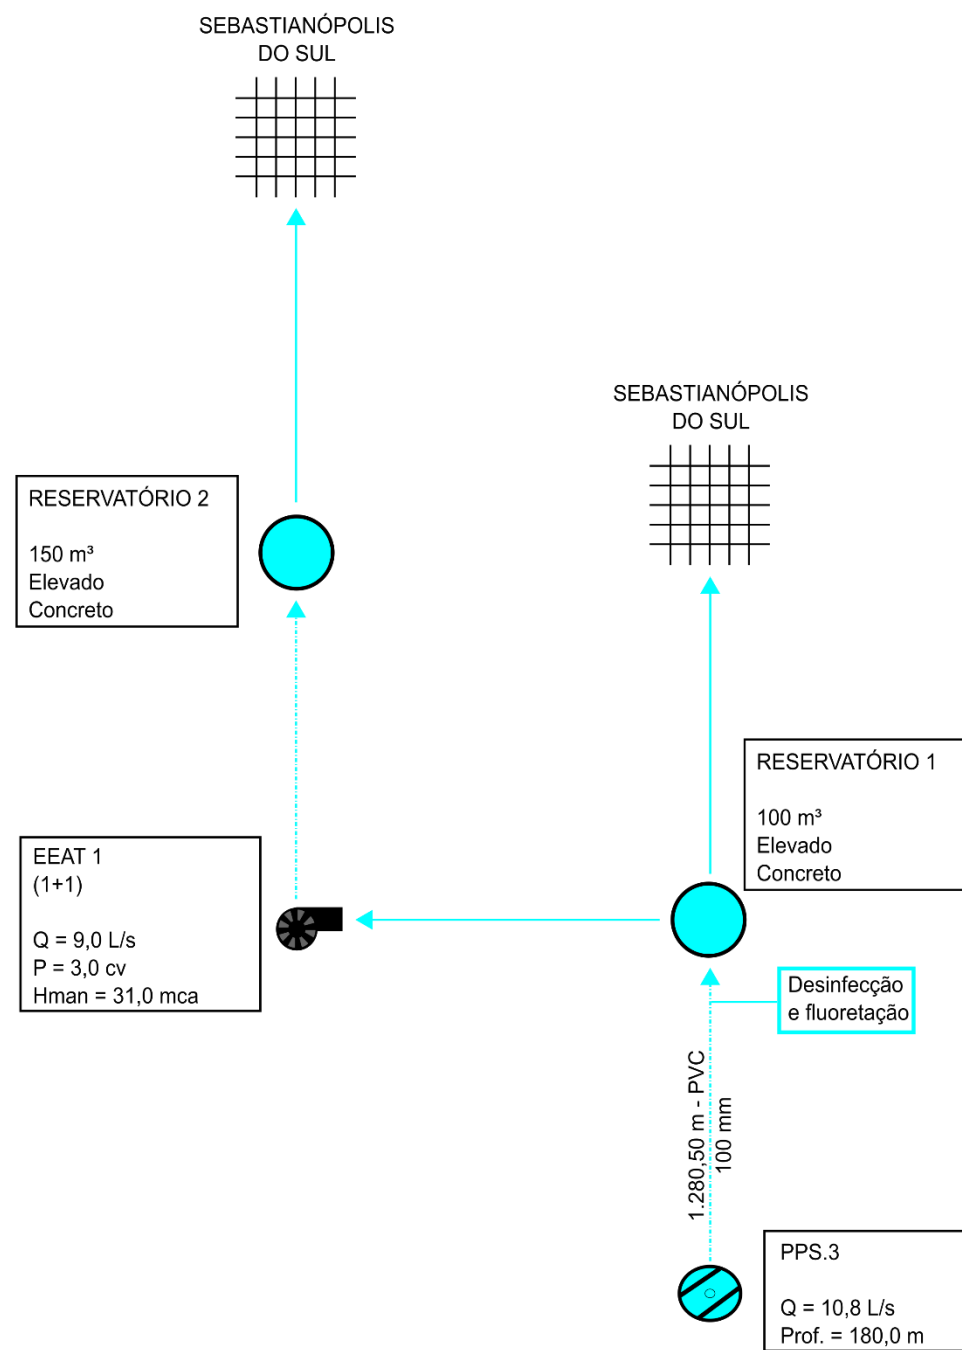 SEBASTIANÓPOLIS
DO SUL
SEBASTIANÓPOLIS
DO SUL
RESERVATÓRIO 2
150 m³
Elevado
Concreto
RESERVATÓRIO 1
100 m³
Elevado
Concreto
EEAT 1
(1+1)
Q = 9,0 L/s
P = 3,0 cv
Hman = 31,0 mca
Desinfecção
e fluoretação
1.280,50 m - PVC
100 mm
PPS.3
Q = 10,8 L/s
Prof. = 180,0 m